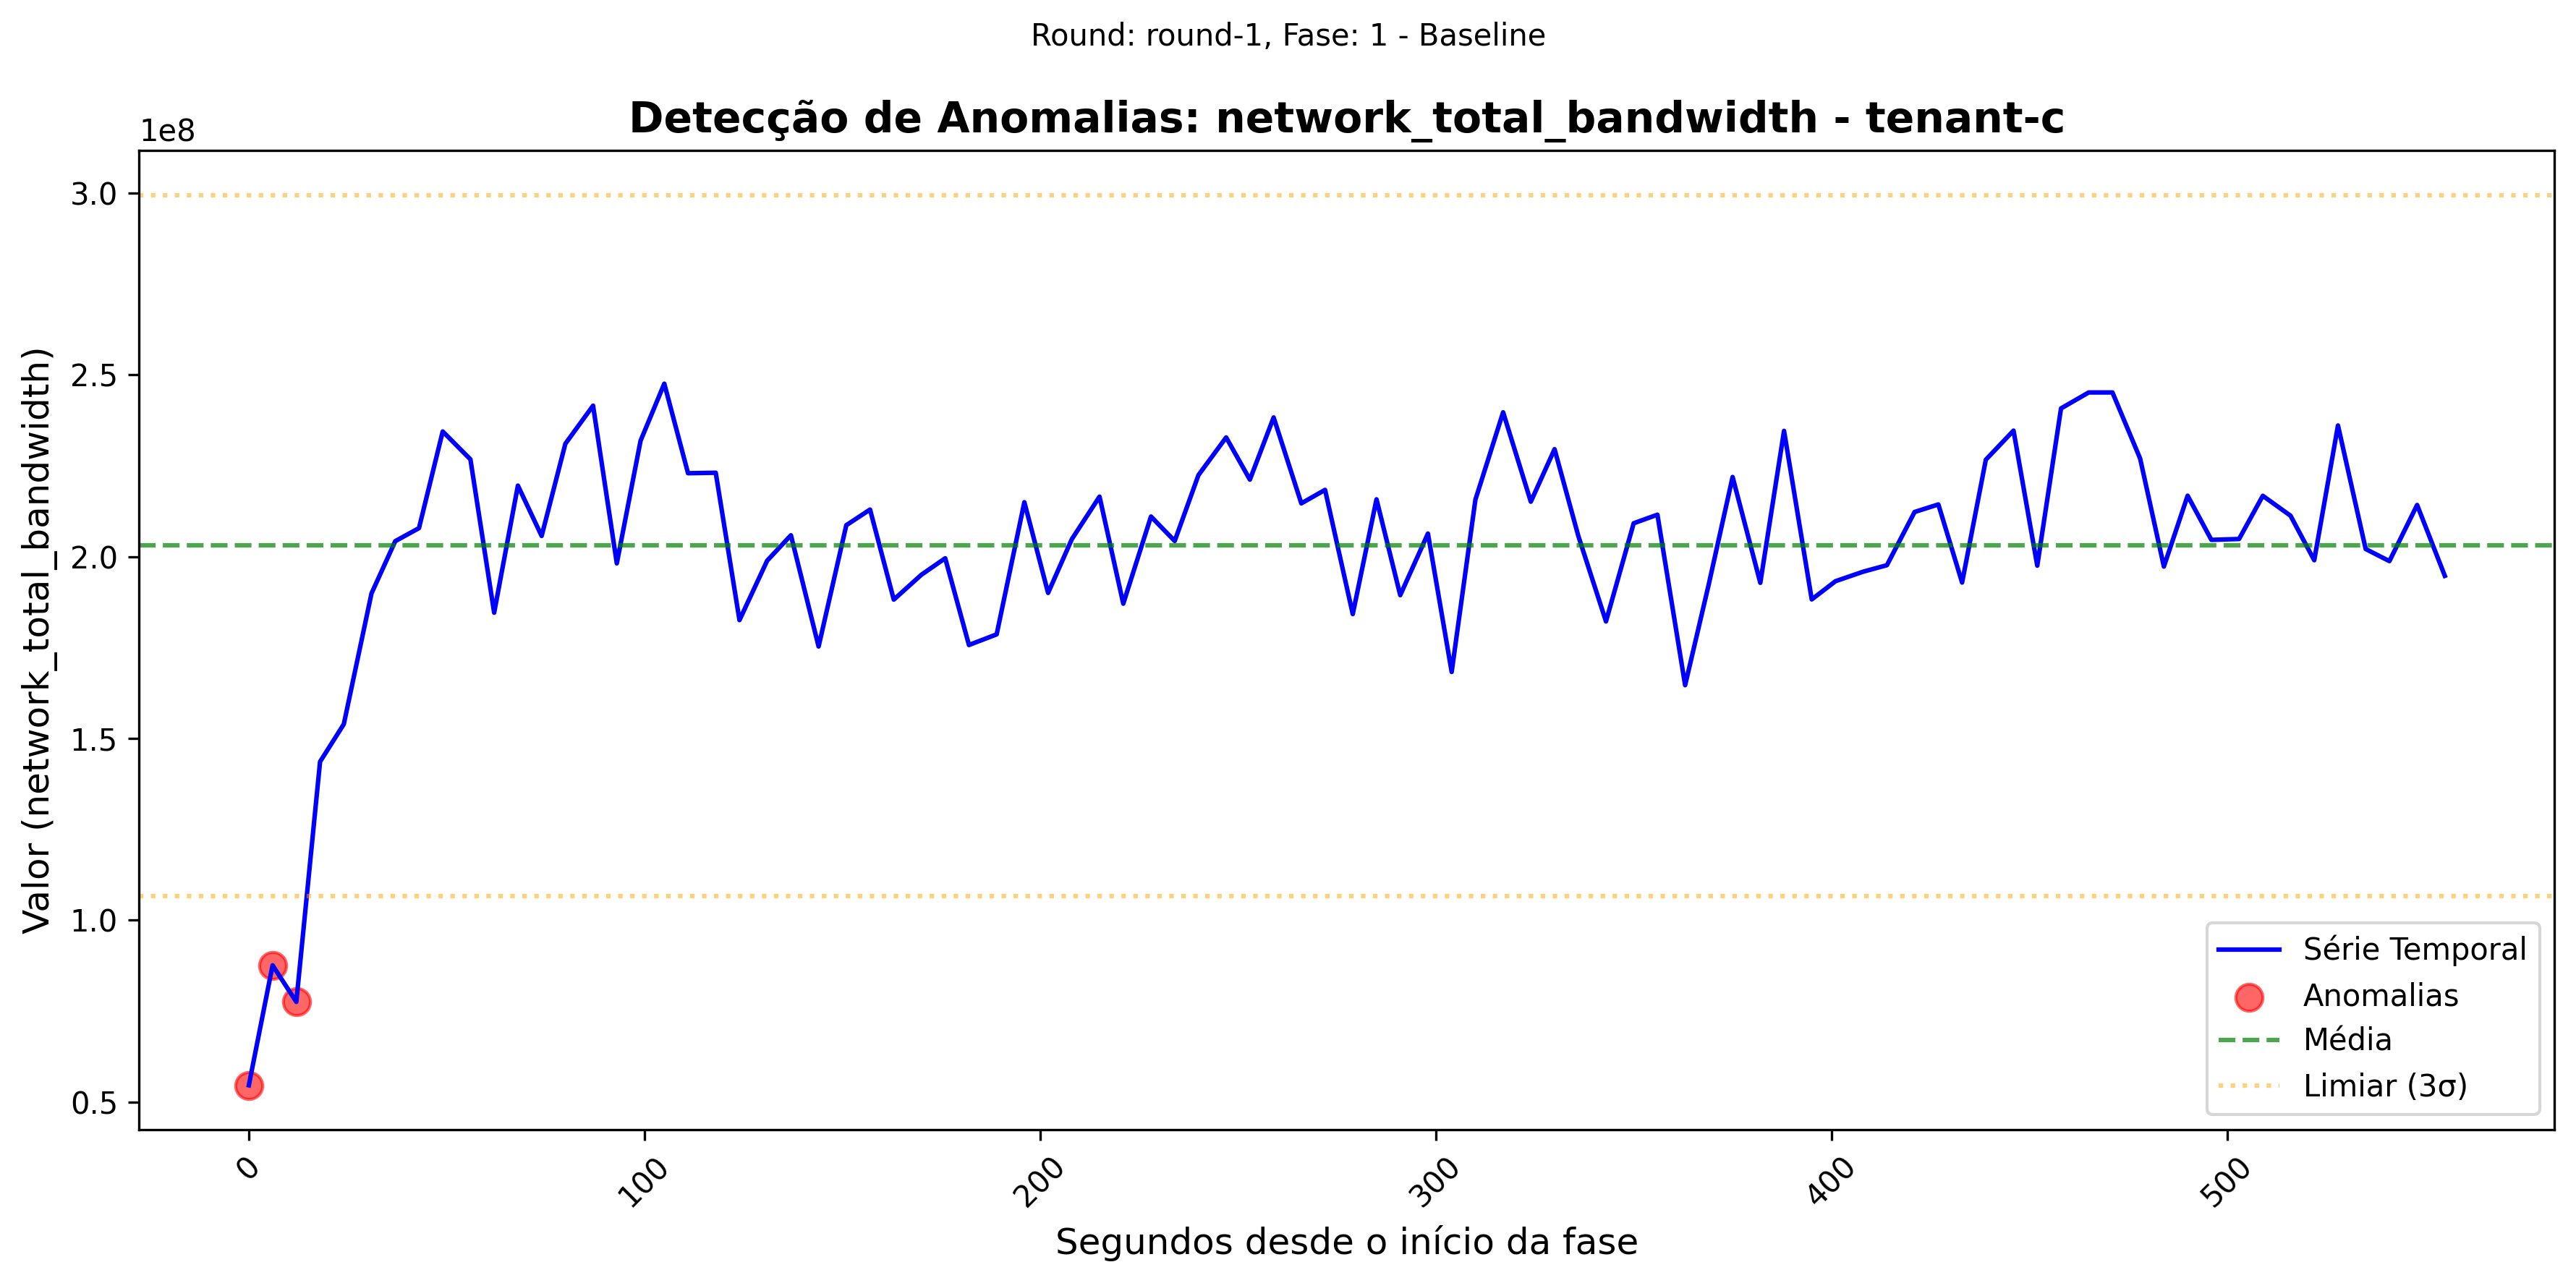 Round: round-1, Fase: 1 - Baseline
Detecção de Anomalias: network_total_bandwidth - tenant-c
1e8
3.0
2.5
2.0
1.5
1.0
0.5
Valor (network_total_bandwidth)
Série Temporal
Anomalias
Média
Limiar (3σ)
0
100
200
300
400
500
Segundos desde o início da fase